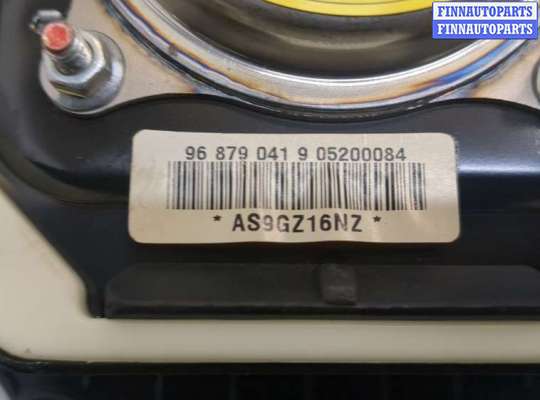 FINNAUTOPARTS
FINNAUTOPARTS
96 879 041 9 05200084
* AS9GZ16NZ *